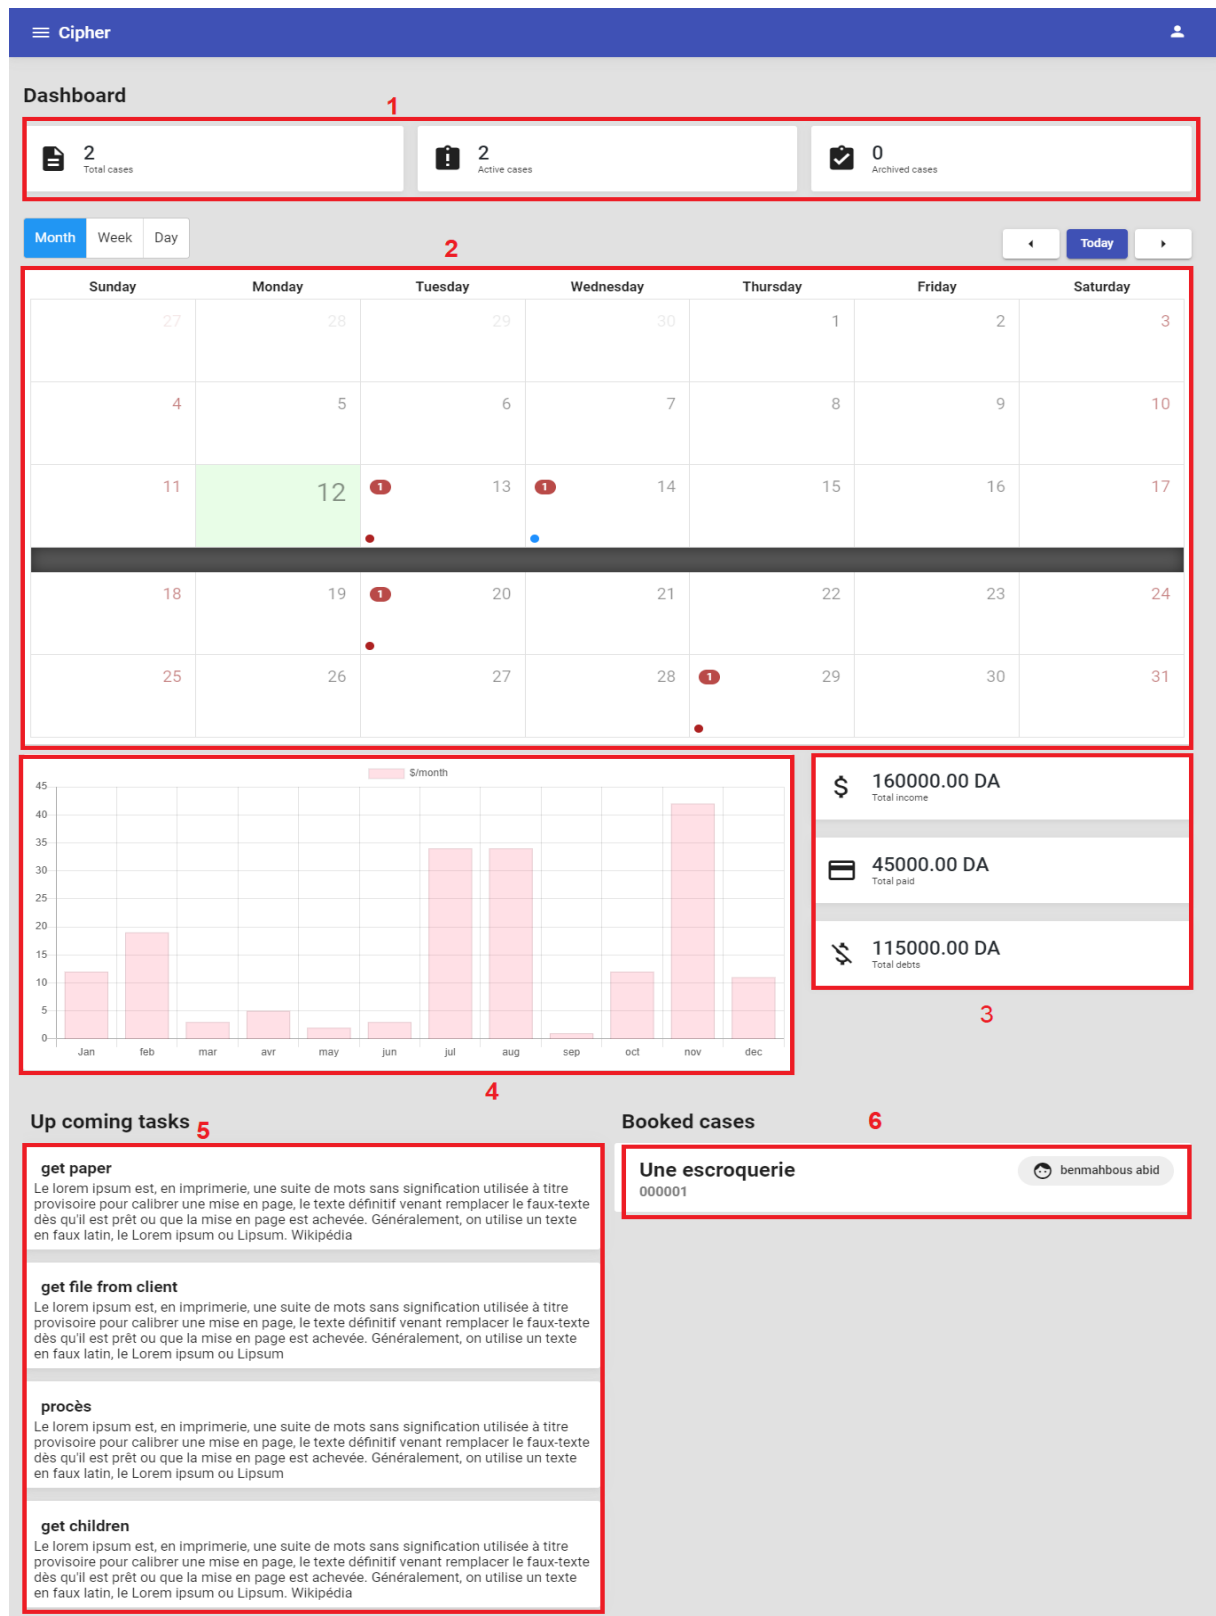 Cipher
Dashboard
1
2
Total cases
2
Active cases
0
Archived cases
Month Week Day
2
Today
Sunday Monday Tuesday Wednesday Thursday Friday Saturday
27 28 29 30 1 2 3
4 5 6 7 8 9 10
11 12 1 13 1 14 15 16 17
18 19 1 20 21 22 23 24
25 26 27 28 1 29 30 31
$/month
45
40
35
30
25
20
15
10
5
0
Jan feb mar avr may jun jul aug sep oct nov dec
4
160000.00 DA
Total income
45000.00 DA
Total paid
115000.00 DA
Total debts
3
Up coming tasks
5
get paper
Le lorem ipsum est, en imprimerie, une suite de mots sans signification utilisée à titre
provisoire pour calibrer une mise en page, le texte définitif venant remplacer le faux-texte
dès qu'il est prêt ou que la mise en page est achevée. Généralement, on utilise un texte
en faux latin, le Lorem ipsum ou Lipsum. Wikipédia
get file from client
Le lorem ipsum est, en imprimerie, une suite de mots sans signification utilisée à titre
provisoire pour calibrer une mise en page, le texte définitif venant remplacer le faux-texte
dès qu'il est prêt ou que la mise en page est achevée. Généralement, on utilise un texte
en faux latin, le Lorem ipsum ou Lipsum
procès
Le lorem ipsum est, en imprimerie, une suite de mots sans signification utilisée à titre
provisoire pour calibrer une mise en page, le texte définitif venant remplacer le faux-texte
dès qu'il est prêt ou que la mise en page est achevée. Généralement, on utilise un texte
en faux latin, le Lorem ipsum ou Lipsum
get children
Le lorem ipsum est, en imprimerie, une suite de mots sans signification utilisée à titre
provisoire pour calibrer une mise en page, le texte définitif venant remplacer le faux-texte
dès qu'il est prêt ou que la mise en page est achevée. Généralement, on utilise un texte
en faux latin, le Lorem ipsum ou Lipsum. Wikipédia
Booked cases
6
Une escroquerie
000001
benmahbous abid